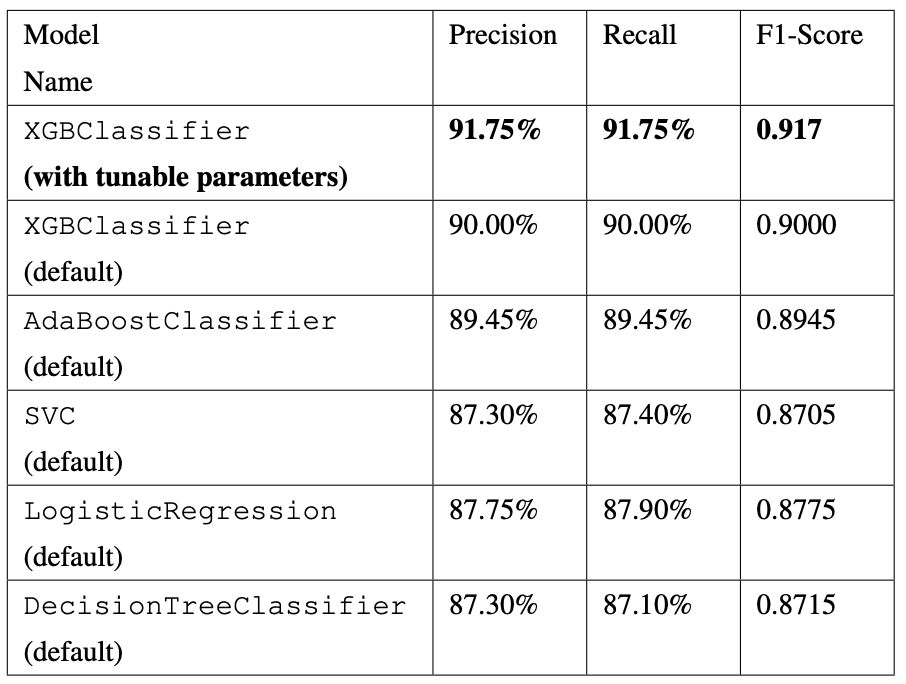 Model Precision Recall F1-Score
Name
XGBClassifier 91.75% 91.75% 0.917
(with tunable parameters)
XGBClassifier 90.00% 90.00% 0.9000
(default)
AdaBoostClassifier 89.45% 89.45% 0.8945
(default)
SVC 87.30% 87.40% 0.8705
(default)
LogisticRegression 87.75% 87.90% 0.8775
(default)
DecisionTreeClassifier 87.30% 87.10% 0.8715
(default)